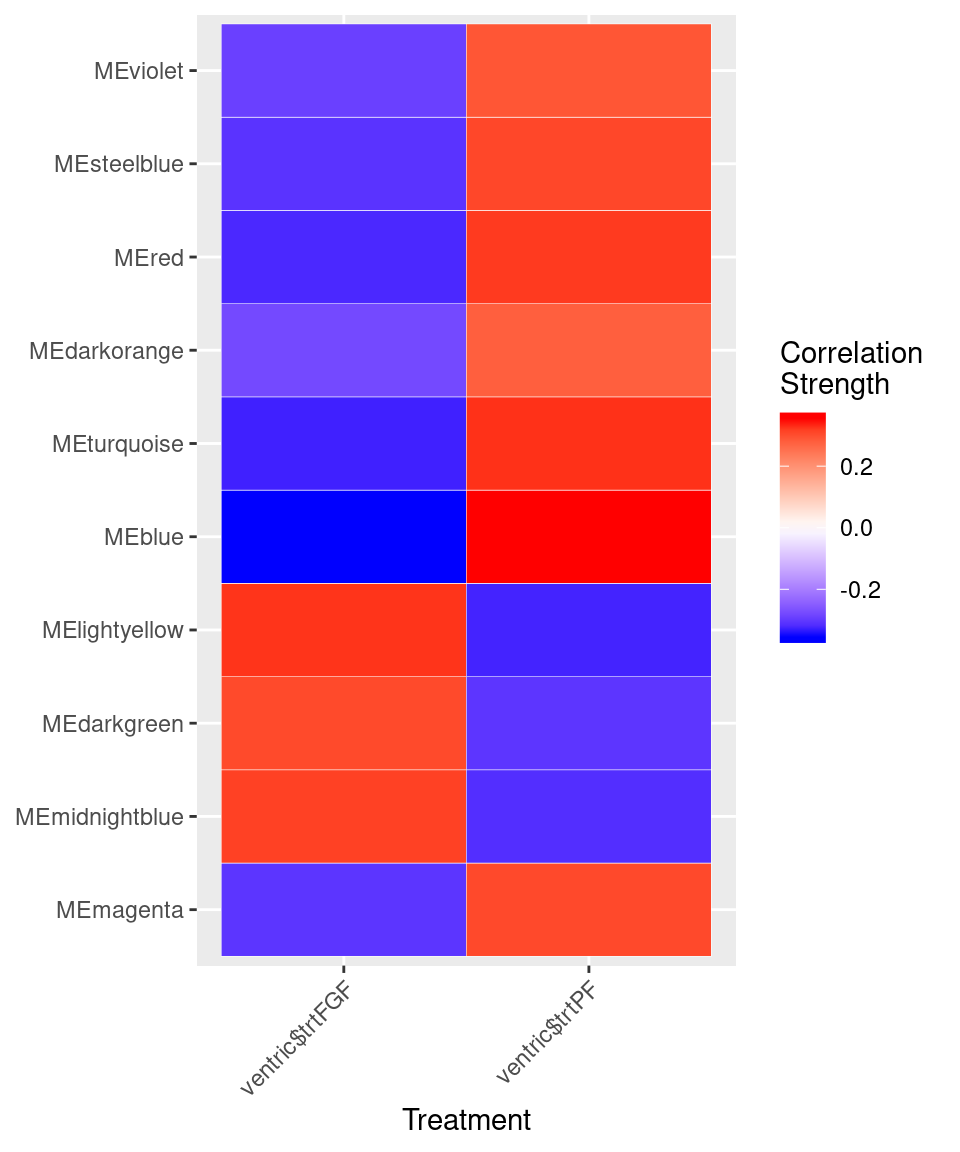 MEviolet
MEsteelblue
MEred
MEdarkorange
MEturquoise
MEblue
MElightyellow
MEdarkgreen
MEmidnightblue
MEmagenta
ventric$trtFGF
ventric$trtPF
Treatment
Correlation
Strength
0.2
0.0
-0.2